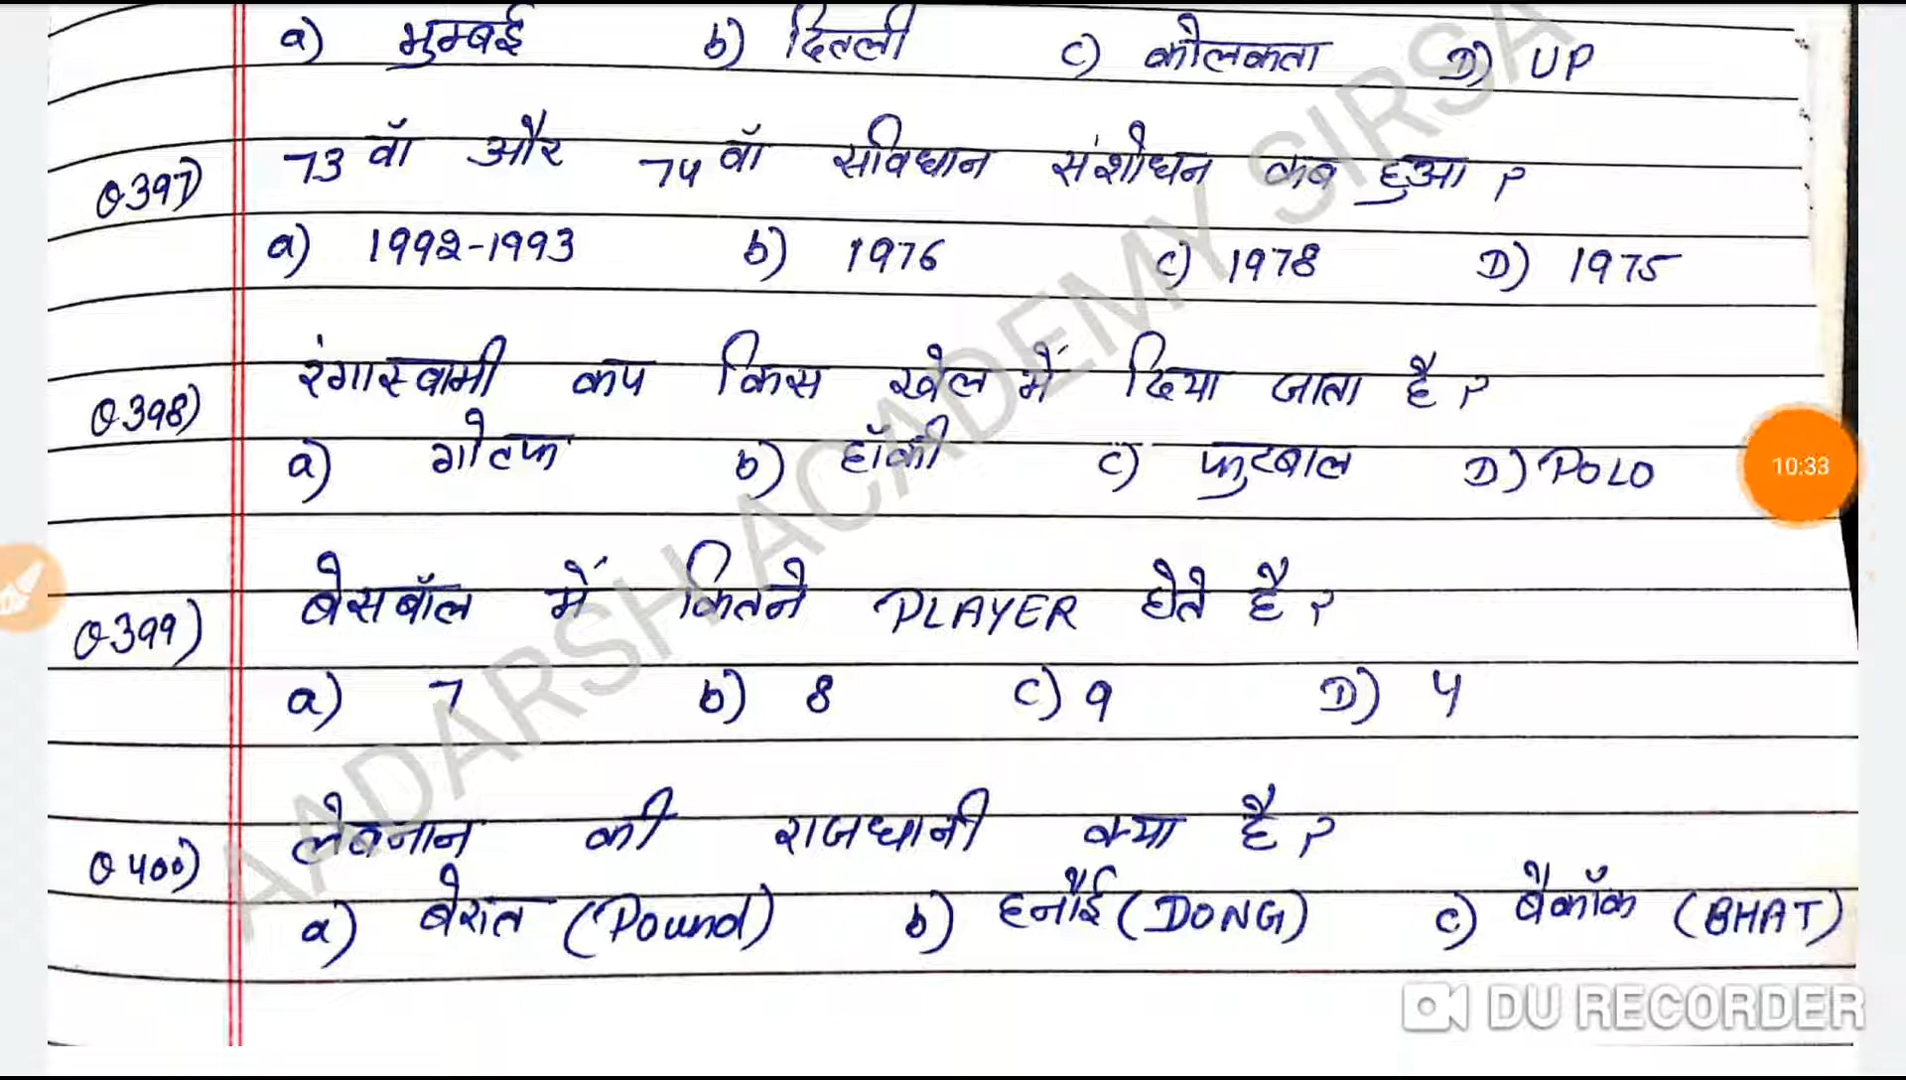 a) मुम्बई b) दिल्ली c) कोलकता D) UP
Q397) 73 वॉ और 74 वॉ सविधान संशोधन कब हुआ ?
a) 1992-1993 b) 1976 c) 1978 D) 1975
Q398) रंगास्वामी कप किस खेल में दिया जाता है ?
a) गोल्फ b) हॉकी c) फुटबाल D) POLO
10:33
Q399) बेसबॉल में कितने PLAYER होते है ?
a) 7 b) 8 c) 9 D) 4
Q400) लेबनान की राजधानी क्या है ?
a) बेरात (Pound) b) हनोई (DONG) c) बैकॉक (BHAT)
AADARSH ACADEMY SIRSA
DU RECORDER